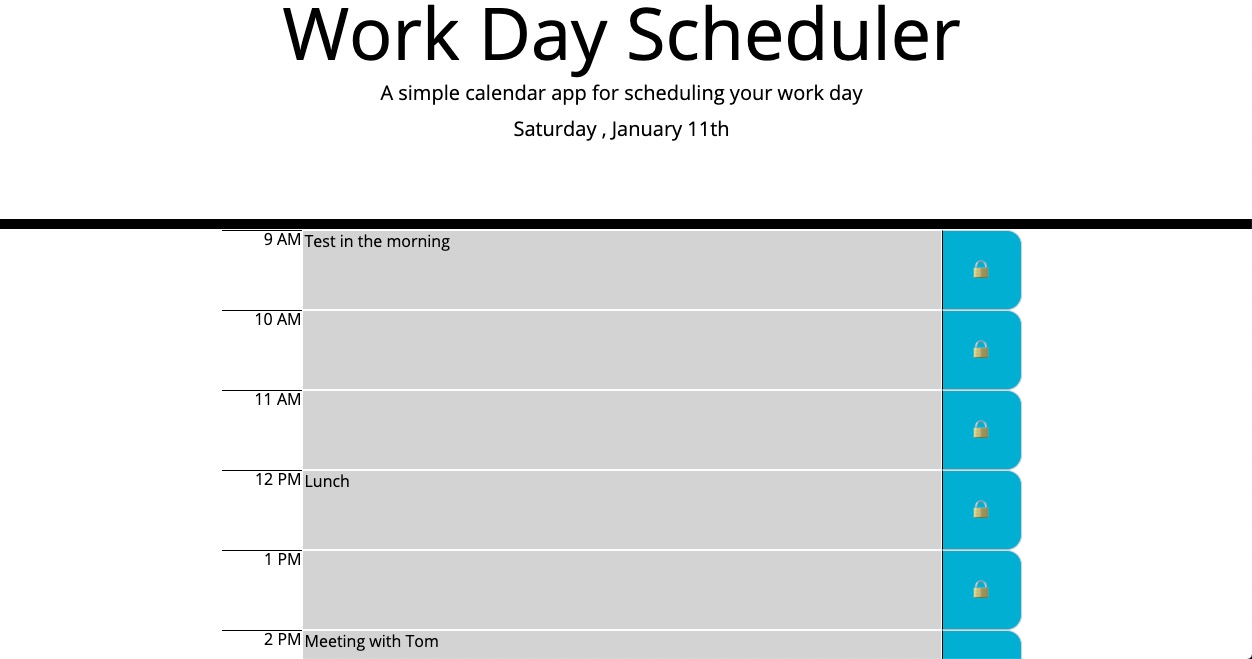 Work Day Scheduler
A simple calendar app for scheduling your work day
Saturday , January 11th
9 AM Test in the morning
10 AM
11 AM
12 PM Lunch
1 PM
2 PM Meeting with Tom